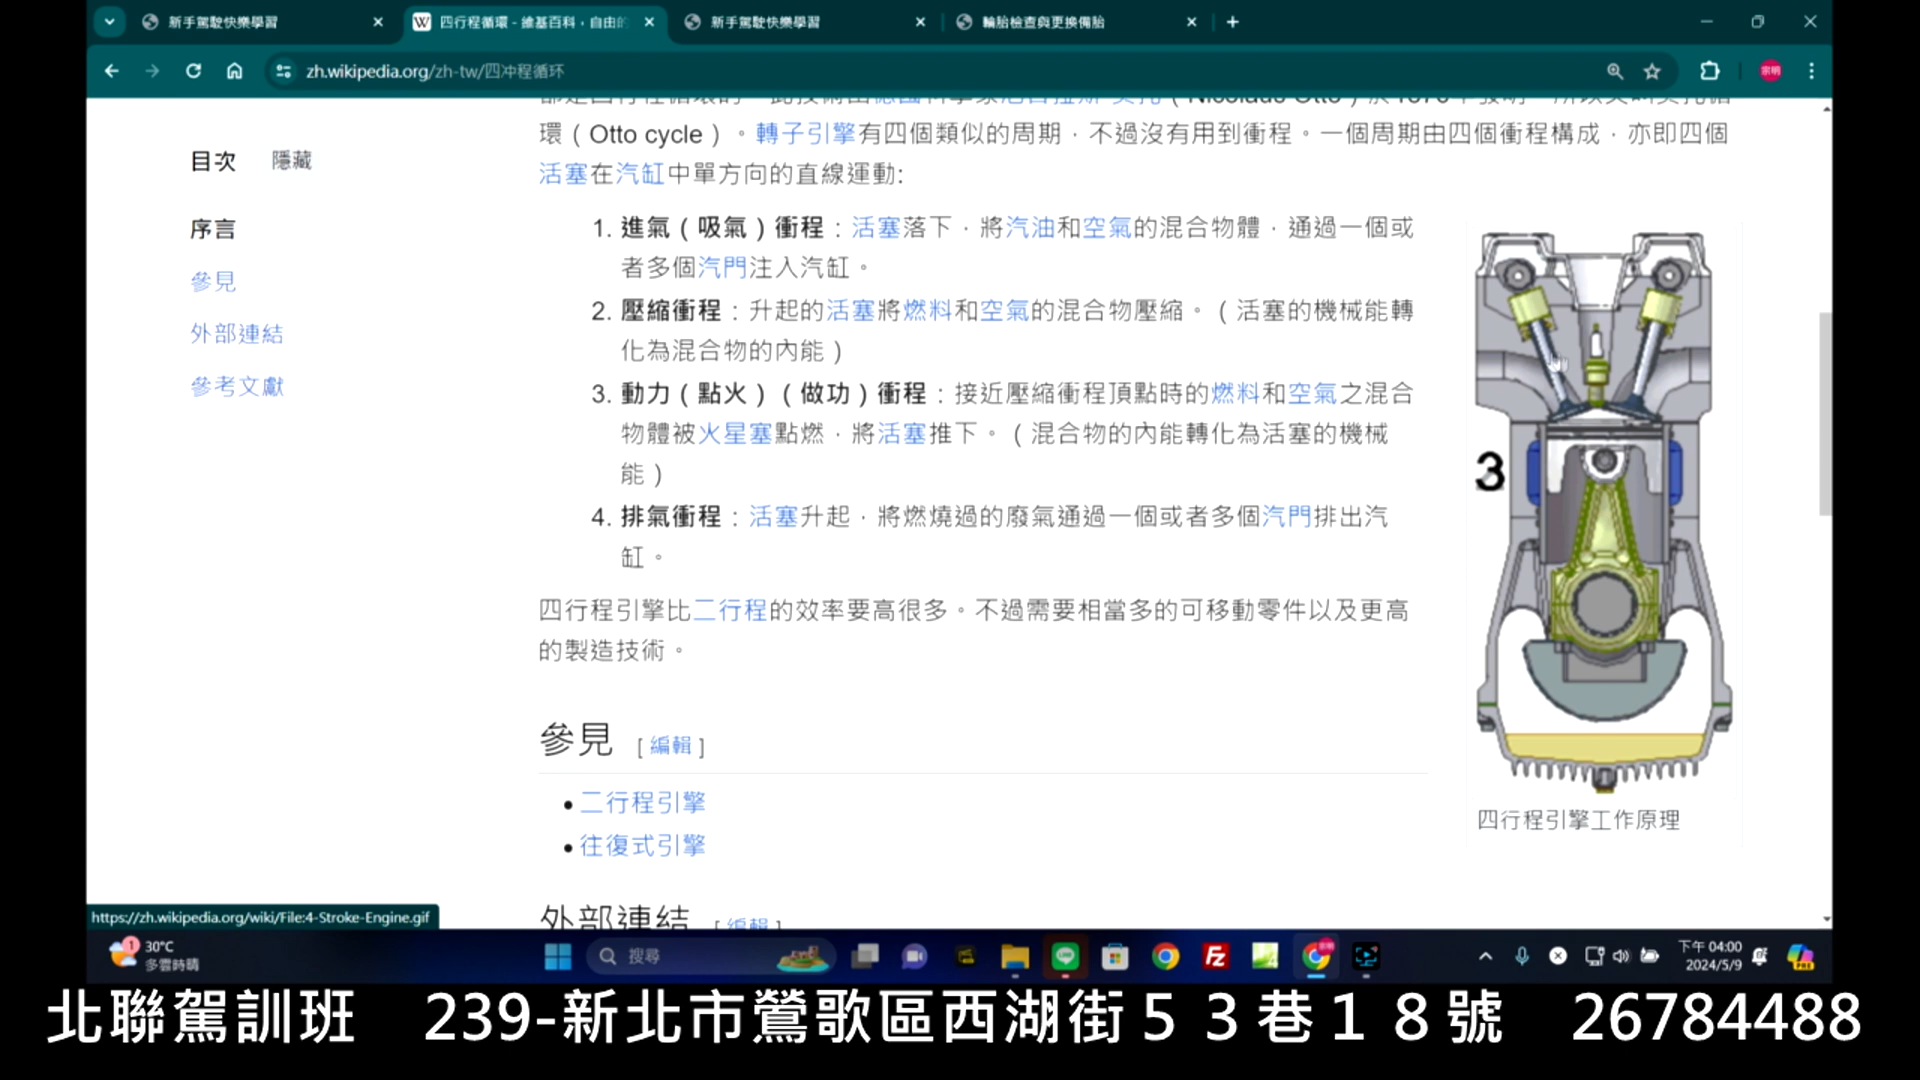 新手駕駛快樂學習
四行程循環 - 維基百科，自由的
新手駕駛快樂學習
輪胎檢查與更換備胎
zh.wikipedia.org/zh-tw/四冲程循环
宗明
目次 隱藏
序言
參見
外部連結
參考文獻
環（Otto cycle）。轉子引擎有四個類似的周期，不過沒有用到衝程。一個周期由四個衝程構成，亦即四個
活塞在汽缸中單方向的直線運動:
1. 進氣（吸氣）衝程：活塞落下，將汽油和空氣的混合物體，通過一個或
者多個汽門注入汽缸。
2. 壓縮衝程：升起的活塞將燃料和空氣的混合物壓縮。（活塞的機械能轉
化為混合物的內能）
3. 動力（點火）（做功）衝程：接近壓縮衝程頂點時的燃料和空氣之混合
物體被火星塞點燃，將活塞推下。（混合物的內能轉化為活塞的機械
能）
4. 排氣衝程：活塞升起，將燃燒過的廢氣通過一個或者多個汽門排出汽
缸。
四行程引擎比二行程的效率要高很多。不過需要相當多的可移動零件以及更高
的製造技術。
3
四行程引擎工作原理
參見 [編輯]
二行程引擎
往復式引擎
外部連結 [編輯]
https://zh.wikipedia.org/wiki/File:4-Stroke-Engine.gif
1
30°C
多雲時晴
搜尋
下午 04:00
2024/5/9
北聯駕訓班 239-新北市鶯歌區西湖街５３巷１８號 26784488